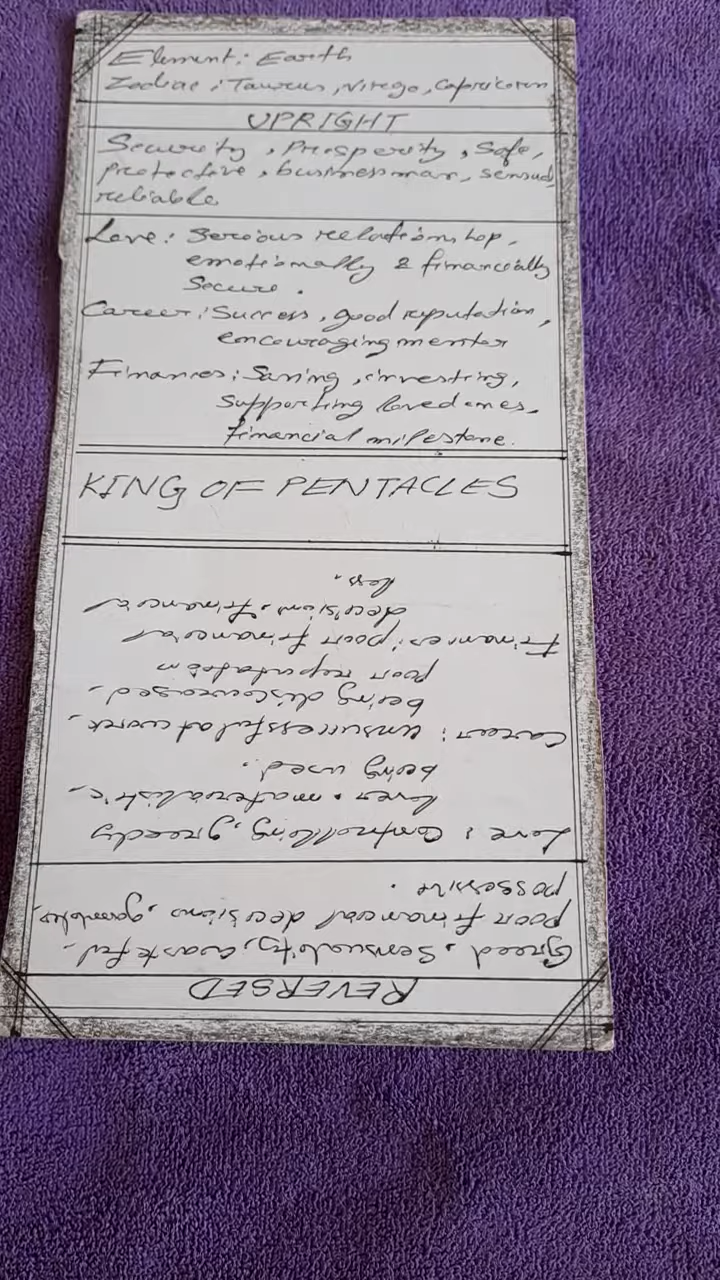 Element: Earth
Zodiac: Taurus, Virego, Capricorn
UPRIGHT
Security, Prosperity, Safe,
protective, businessman, sensual,
reliable
Love: Serious relationshop,
emotionally & financially
Secure.
Career: Success, good reputation,
encouraging mentor
Finances: Saving, investing,
supporting loved ones,
financial milestone.
KING OF PENTACLES
REVERSED
Greed, Sensuality, wasteful,
poor financial decisions, gambler,
possessive.
Love: Controlling, greedy
lover, materialistic,
being used.
Career: unsuccessful at work,
being discouraged,
poor reputation
Finances: poor financial
decision, financial
loss.